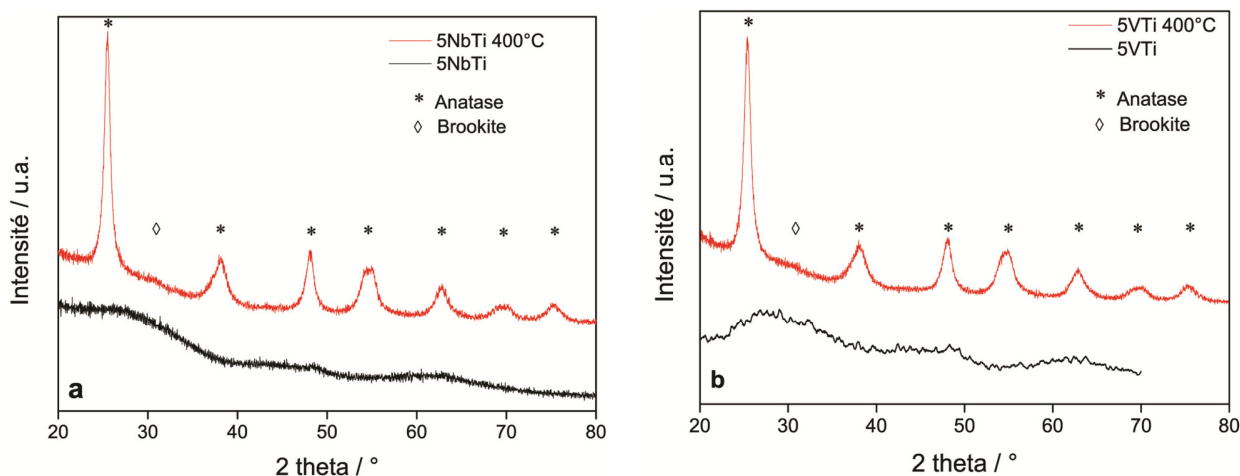 5NbTi 400°C
5NbTi
* Anatase
◊ Brookite
*
◊
*
*
*
*
*
*
Intensité / u.a.
a
20 30 40 50 60 70 80
2 theta / °
5VTi 400°C
5VTi
* Anatase
◊ Brookite
*
◊
*
*
*
*
*
*
Intensité / u.a.
b
20 30 40 50 60 70 80
2 theta / °